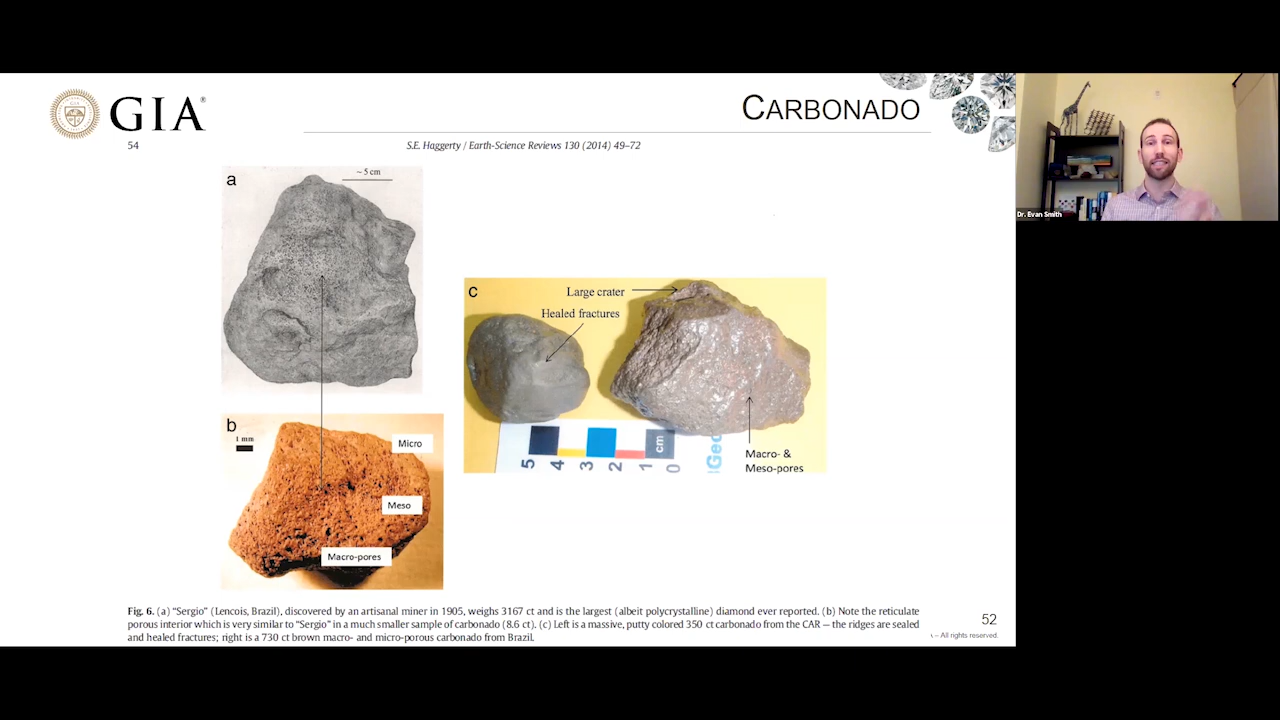 GIA®
CARBONADO
54
S.E. Haggerty / Earth-Science Reviews 130 (2014) 49–72
a
~ 5 cm
b
1 mm
Micro
Meso
Macro-pores
c
Large crater
Healed fractures
Macro- &
Meso-pores
5 4 3 2 1 0
cm
Geo
Fig. 6. (a) “Sergio” (Lencois, Brazil), discovered by an artisanal miner in 1905, weighs 3167 ct and is the largest (albeit polycrystalline) diamond ever reported. (b) Note the reticulate
porous interior which is very similar to “Sergio” in a much smaller sample of carbonado (8.6 ct). (c) Left is a massive, putty colored 350 ct carbonado from the CAR — the ridges are sealed
and healed fractures; right is a 730 ct brown macro- and micro-porous carbonado from Brazil.
52
– All rights reserved.
Dr. Evan Smith